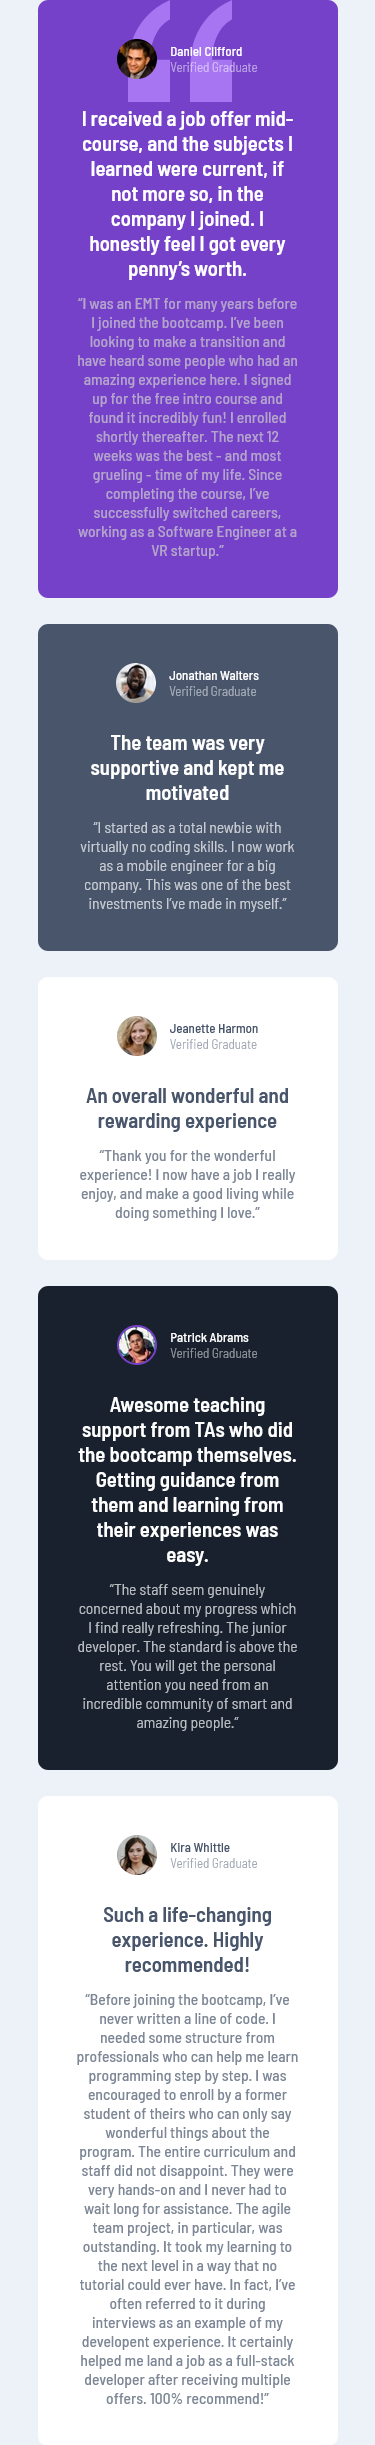 Daniel Clifford
Verified Graduate
I received a job offer mid-
course, and the subjects I
learned were current, if
not more so, in the
company I joined. I
honestly feel I got every
penny’s worth.
“I was an EMT for many years before
I joined the bootcamp. I’ve been
looking to make a transition and
have heard some people who had an
amazing experience here. I signed
up for the free intro course and
found it incredibly fun! I enrolled
shortly thereafter. The next 12
weeks was the best - and most
grueling - time of my life. Since
completing the course, I’ve
successfully switched careers,
working as a Software Engineer at a
VR startup.”
Jonathan Walters
Verified Graduate
The team was very
supportive and kept me
motivated
“I started as a total newbie with
virtually no coding skills. I now work
as a mobile engineer for a big
company. This was one of the best
investments I’ve made in myself.”
Jeanette Harmon
Verified Graduate
An overall wonderful and
rewarding experience
“Thank you for the wonderful
experience! I now have a job I really
enjoy, and make a good living while
doing something I love.”
Patrick Abrams
Verified Graduate
Awesome teaching
support from TAs who did
the bootcamp themselves.
Getting guidance from
them and learning from
their experiences was
easy.
“The staff seem genuinely
concerned about my progress which
I find really refreshing. The junior
developer. The standard is above the
rest. You will get the personal
attention you need from an
incredible community of smart and
amazing people.”
Kira Whittle
Verified Graduate
Such a life-changing
experience. Highly
recommended!
“Before joining the bootcamp, I’ve
never written a line of code. I
needed some structure from
professionals who can help me learn
programming step by step. I was
encouraged to enroll by a former
student of theirs who can only say
wonderful things about the
program. The entire curriculum and
staff did not disappoint. They were
very hands-on and I never had to
wait long for assistance. The agile
team project, in particular, was
outstanding. It took my learning to
the next level in a way that no
tutorial could ever have. In fact, I’ve
often referred to it during
interviews as an example of my
developent experience. It certainly
helped me land a job as a full-stack
developer after receiving multiple
offers. 100% recommend!”